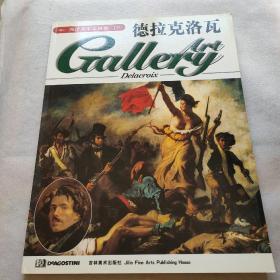 德拉克洛瓦
Art
Gallery
Delacroix
DEAGOSTINI
吉林美术出版社 Jilin Fine Arts Publishing House